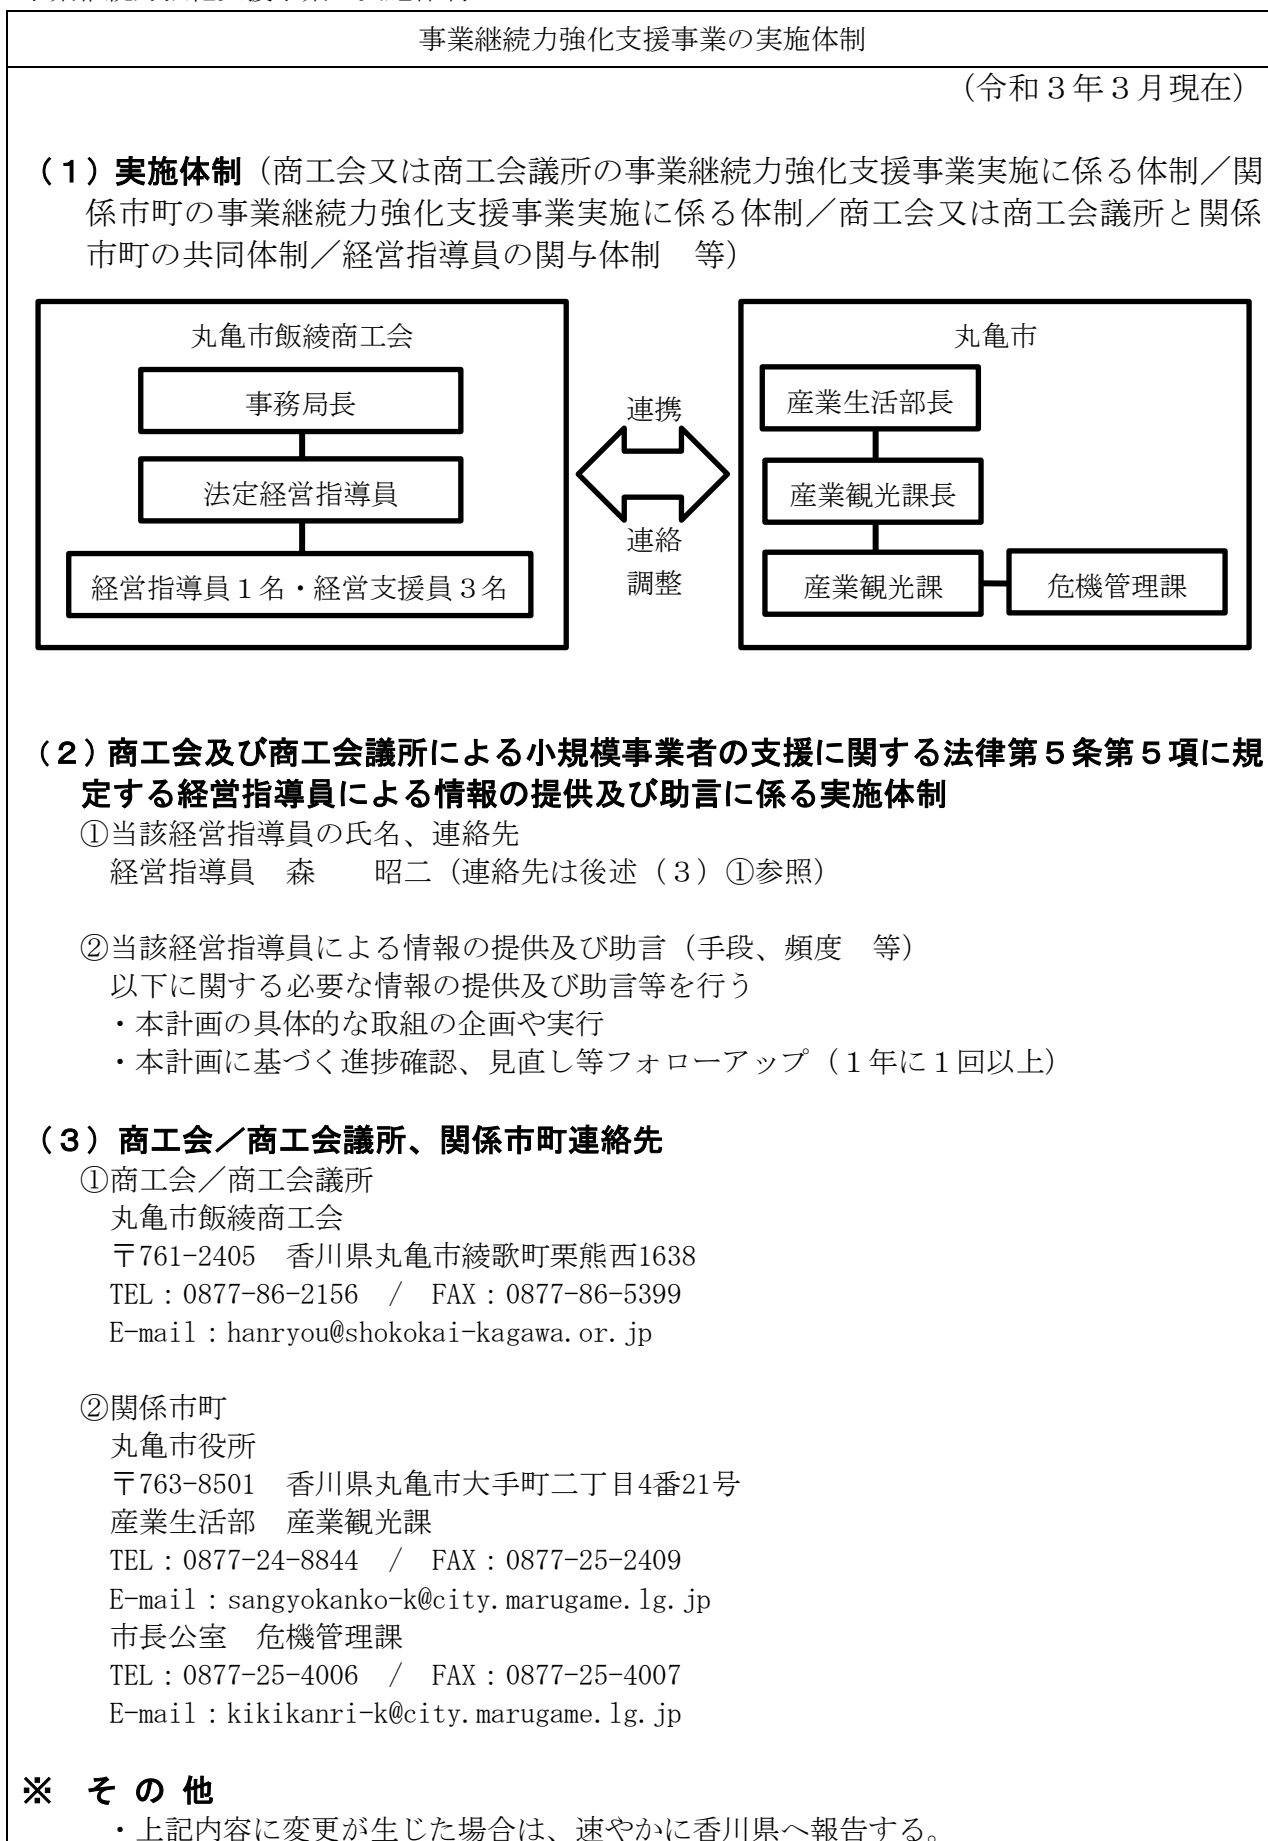 事業継続力強化支援事業の実施体制
（令和３年３月現在）
（１）実施体制（商工会又は商工会議所の事業継続力強化支援事業実施に係る体制／関
係市町の事業継続力強化支援事業実施に係る体制／商工会又は商工会議所と関係
市町の共同体制／経営指導員の関与体制　等）
丸亀市飯綾商工会
事務局長
法定経営指導員
経営指導員１名・経営支援員３名
連携
連絡
調整
丸亀市
産業生活部長
産業観光課長
産業観光課
危機管理課
（２）商工会及び商工会議所による小規模事業者の支援に関する法律第５条第５項に規
定する経営指導員による情報の提供及び助言に係る実施体制
①当該経営指導員の氏名、連絡先
経営指導員　森　　昭二（連絡先は後述（３）①参照）
②当該経営指導員による情報の提供及び助言（手段、頻度　等）
以下に関する必要な情報の提供及び助言等を行う
・本計画の具体的な取組の企画や実行
・本計画に基づく進捗確認、見直し等フォローアップ（１年に１回以上）
（３）商工会／商工会議所、関係市町連絡先
①商工会／商工会議所
丸亀市飯綾商工会
〒761-2405　香川県丸亀市綾歌町栗熊西1638
TEL：0877-86-2156　/　FAX：0877-86-5399
E-mail：hanryou@shokokai-kagawa.or.jp
②関係市町
丸亀市役所
〒763-8501　香川県丸亀市大手町二丁目4番21号
産業生活部　産業観光課
TEL：0877-24-8844　/　FAX：0877-25-2409
E-mail：sangyokanko-k@city.marugame.lg.jp
市長公室　危機管理課
TEL：0877-25-4006　/　FAX：0877-25-4007
E-mail：kikikanri-k@city.marugame.lg.jp
※　そ の 他
・上記内容に変更が生じた場合は、速やかに香川県へ報告する。